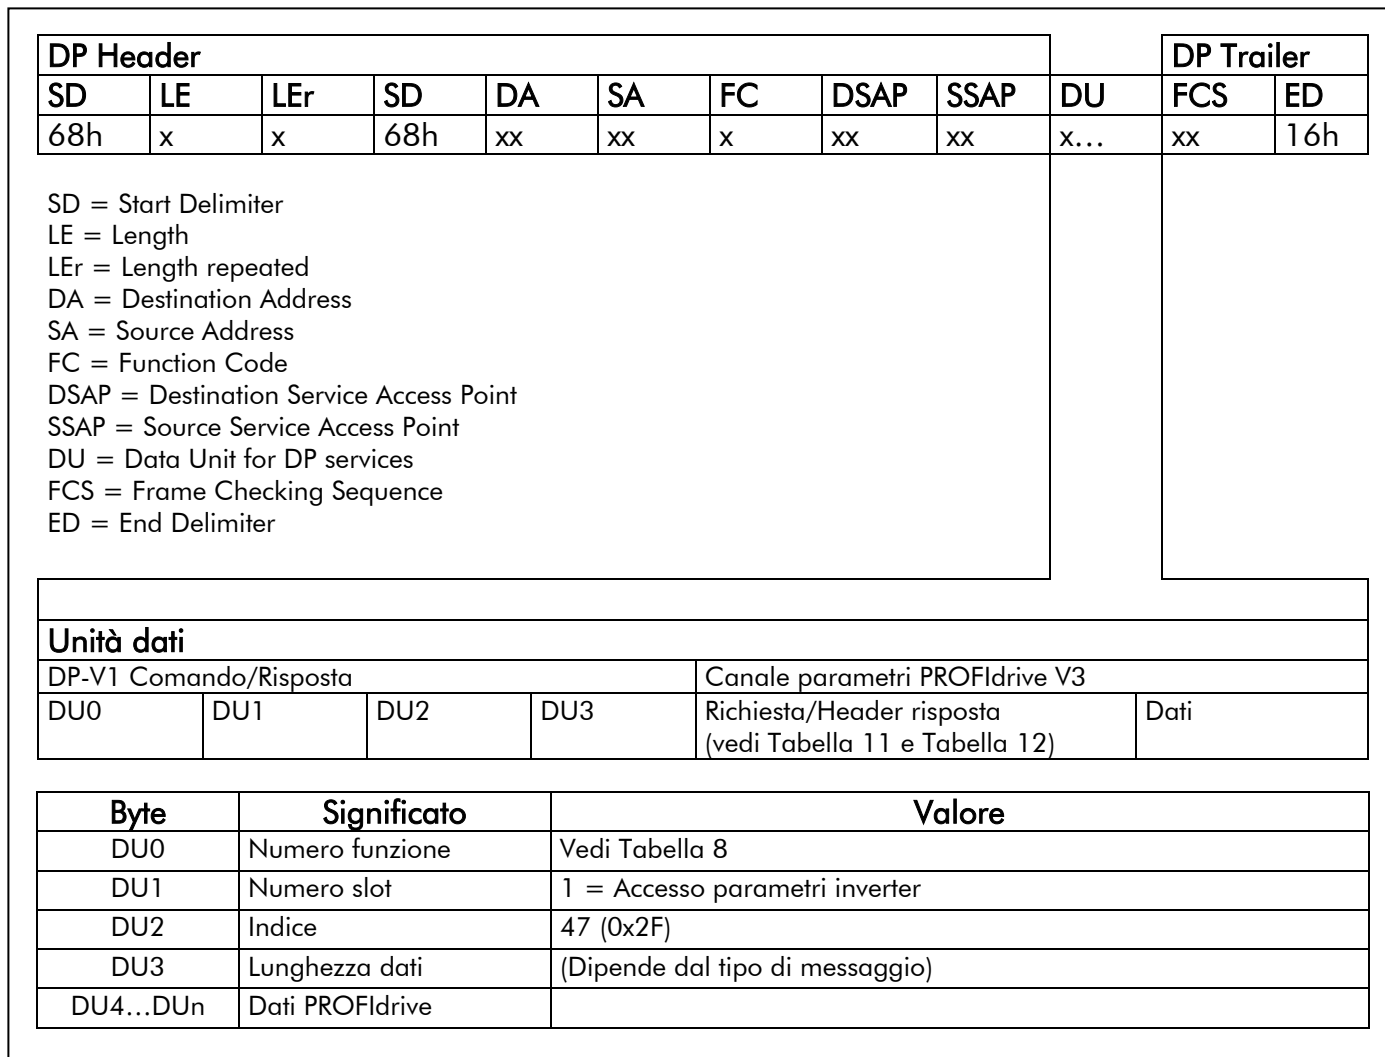 DP Header DP Trailer
SD LE LEr SD DA SA FC DSAP SSAP DU FCS ED
68h x x 68h xx xx x xx xx x... xx 16h
SD = Start Delimiter
LE = Length
LEr = Length repeated
DA = Destination Address
SA = Source Address
FC = Function Code
DSAP = Destination Service Access Point
SSAP = Source Service Access Point
DU = Data Unit for DP services
FCS = Frame Checking Sequence
ED = End Delimiter
Unità dati
DP-V1 Comando/Risposta Canale parametri PROFIdrive V3
DU0 DU1 DU2 DU3 Richiesta/Header risposta Dati
(vedi Tabella 11 e Tabella 12)
Byte Significato Valore
DU0 Numero funzione Vedi Tabella 8
DU1 Numero slot 1 = Accesso parametri inverter
DU2 Indice 47 (0x2F)
DU3 Lunghezza dati (Dipende dal tipo di messaggio)
DU4...DUn Dati PROFIdrive